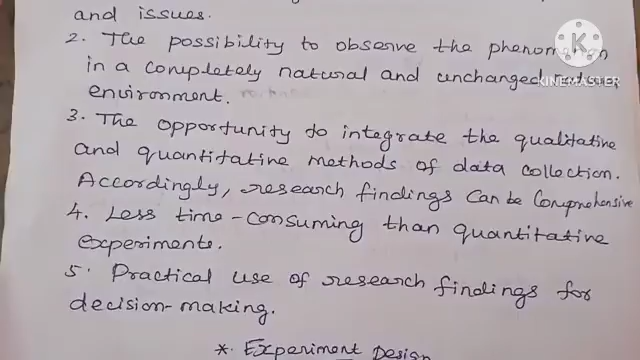 and issues.
2. The possibility to observe the phenomenon
in a completely natural and unchanged
environment.
3. The opportunity to integrate the qualitative
and quantitative methods of data collection.
Accordingly, research findings can be Comprehensive
4. Less time-consuming than quantitative
experiments.
5. Practical use of research findings for
decision-making.
* Experiment Design
KINEMASTER